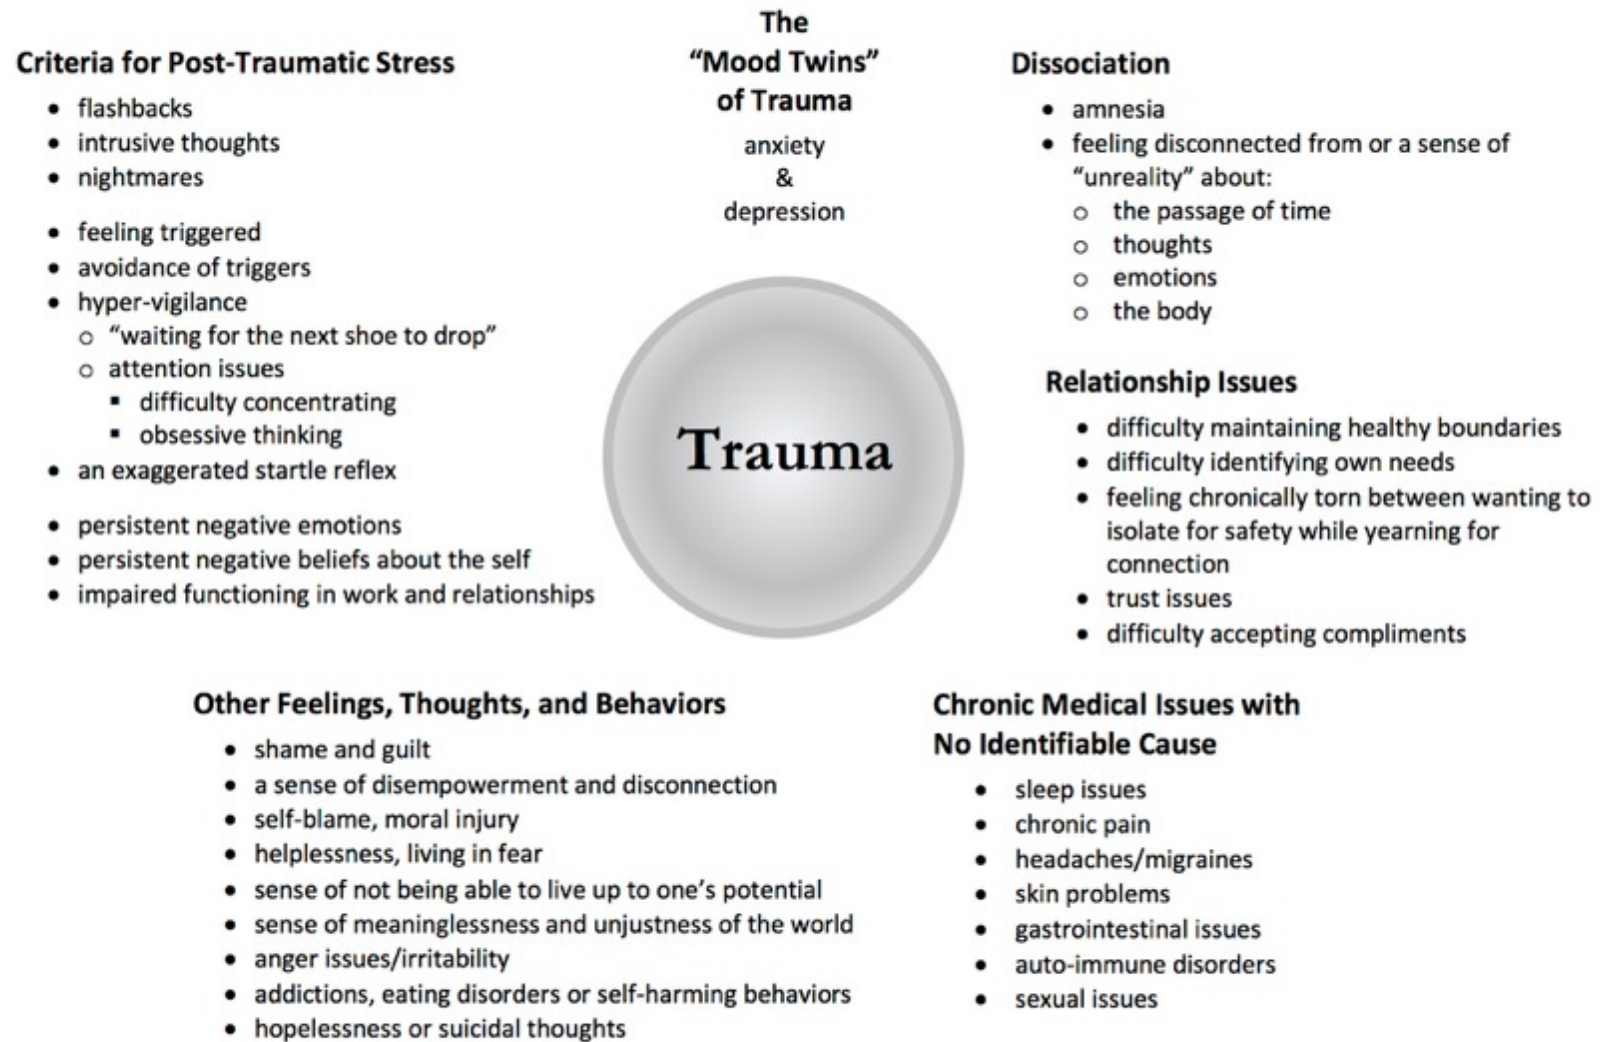 Criteria for Post-Traumatic Stress
• flashbacks
• intrusive thoughts
• nightmares
• feeling triggered
• avoidance of triggers
• hyper-vigilance
o “waiting for the next shoe to drop”
o attention issues
▪ difficulty concentrating
▪ obsessive thinking
• an exaggerated startle reflex
• persistent negative emotions
• persistent negative beliefs about the self
• impaired functioning in work and relationships
The
“Mood Twins”
of Trauma
anxiety
&
depression
Dissociation
• amnesia
• feeling disconnected from or a sense of
“unreality” about:
o the passage of time
o thoughts
o emotions
o the body
Trauma
Relationship Issues
• difficulty maintaining healthy boundaries
• difficulty identifying own needs
• feeling chronically torn between wanting to
isolate for safety while yearning for
connection
• trust issues
• difficulty accepting compliments
Other Feelings, Thoughts, and Behaviors
• shame and guilt
• a sense of disempowerment and disconnection
• self-blame, moral injury
• helplessness, living in fear
• sense of not being able to live up to one’s potential
• sense of meaninglessness and unjustness of the world
• anger issues/irritability
• addictions, eating disorders or self-harming behaviors
• hopelessness or suicidal thoughts
Chronic Medical Issues with
No Identifiable Cause
• sleep issues
• chronic pain
• headaches/migraines
• skin problems
• gastrointestinal issues
• auto-immune disorders
• sexual issues